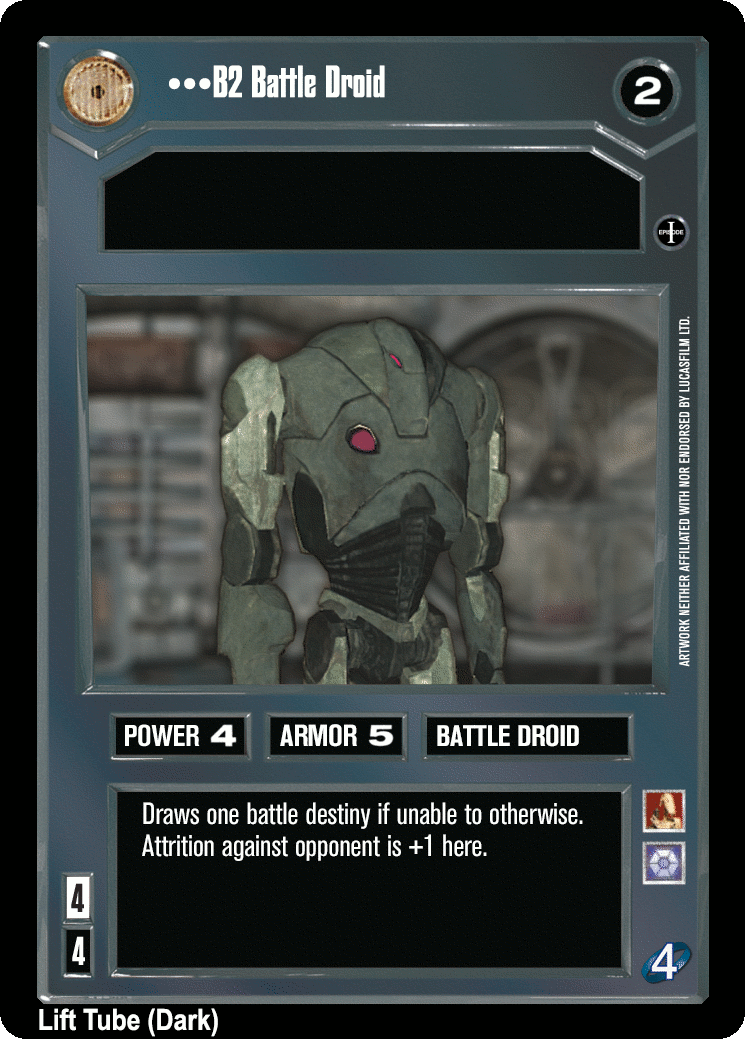 •••B2 Battle Droid
2
EPISODE
I
ARTWORK NEITHER AFFILIATED WITH NOR ENDORSED BY LUCASFILM LTD.
POWER 4
ARMOR 5
BATTLE DROID
Draws one battle destiny if unable to otherwise.
Attrition against opponent is +1 here.
4
4
4
Lift Tube (Dark)